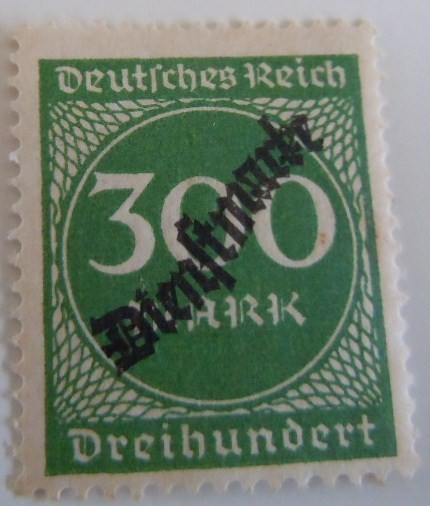 Deutsches Reich
300
MARK
Dienstmarke
Dreihundert